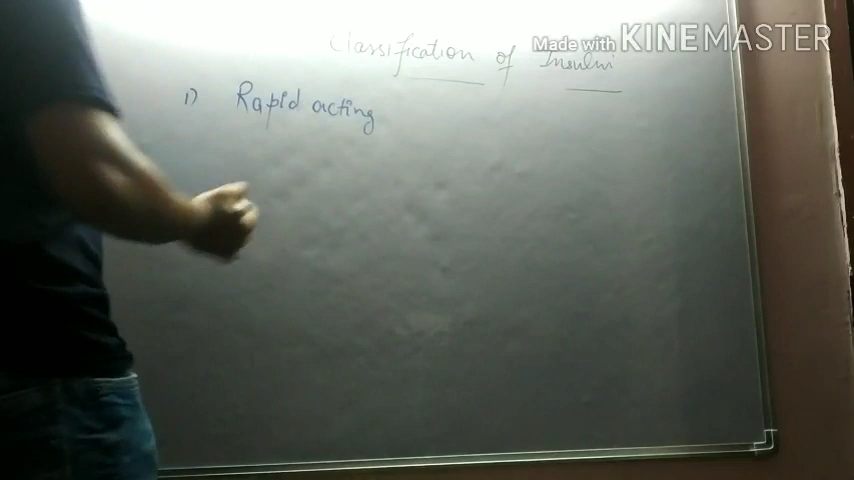 Classification of Insulin
Made with KINEMASTER
1) Rapid acting